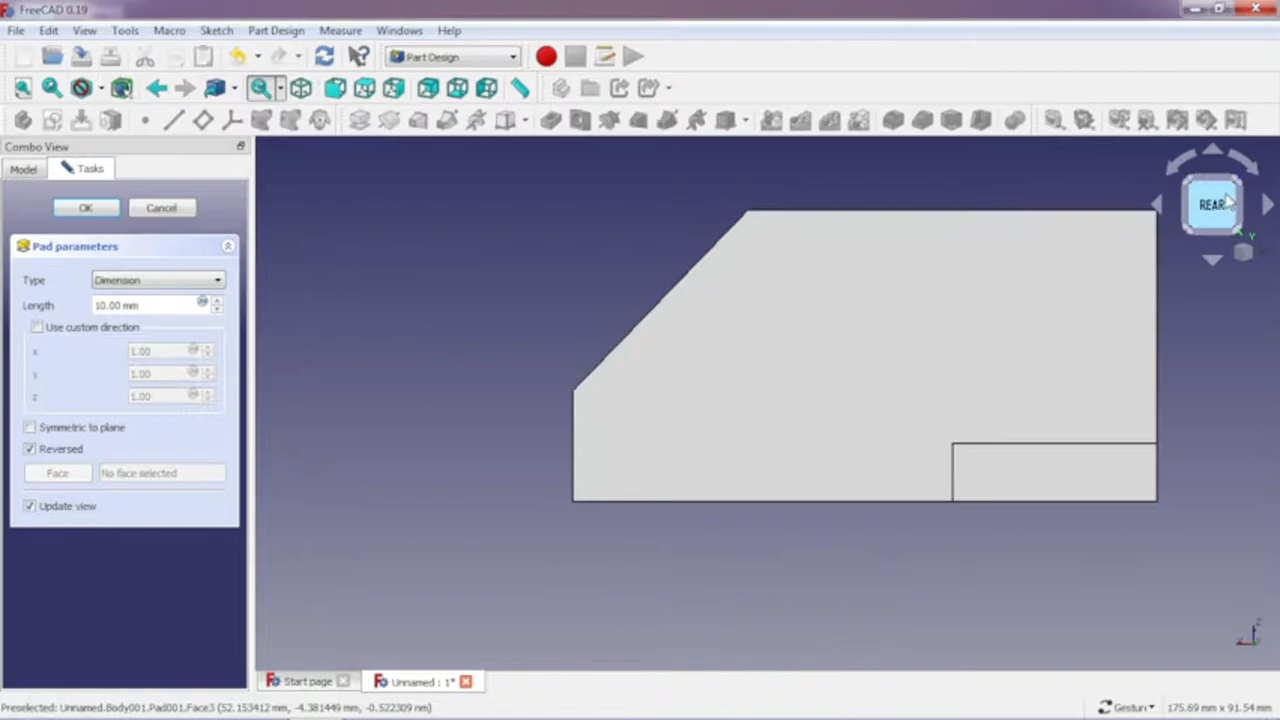 FreeCAD 0.19
File Edit View Tools Macro Sketch Part Design Measure Windows Help
Part Design
Combo View
Model Tasks
OK Cancel
Pad parameters
Type Dimension
Length 10.00 mm
Use custom direction
x 1.00
y 1.00
z 1.00
Symmetric to plane
Reversed
Face No face selected
Update view
REAR
Y
Z
X
Start page Unnamed : 1*
Preselected: Unnamed.Body001.Pad001.Face3 (52.153412 mm, -4.381449 mm, -0.522309 mm) Gesture 175.69 mm x 91.54 mm